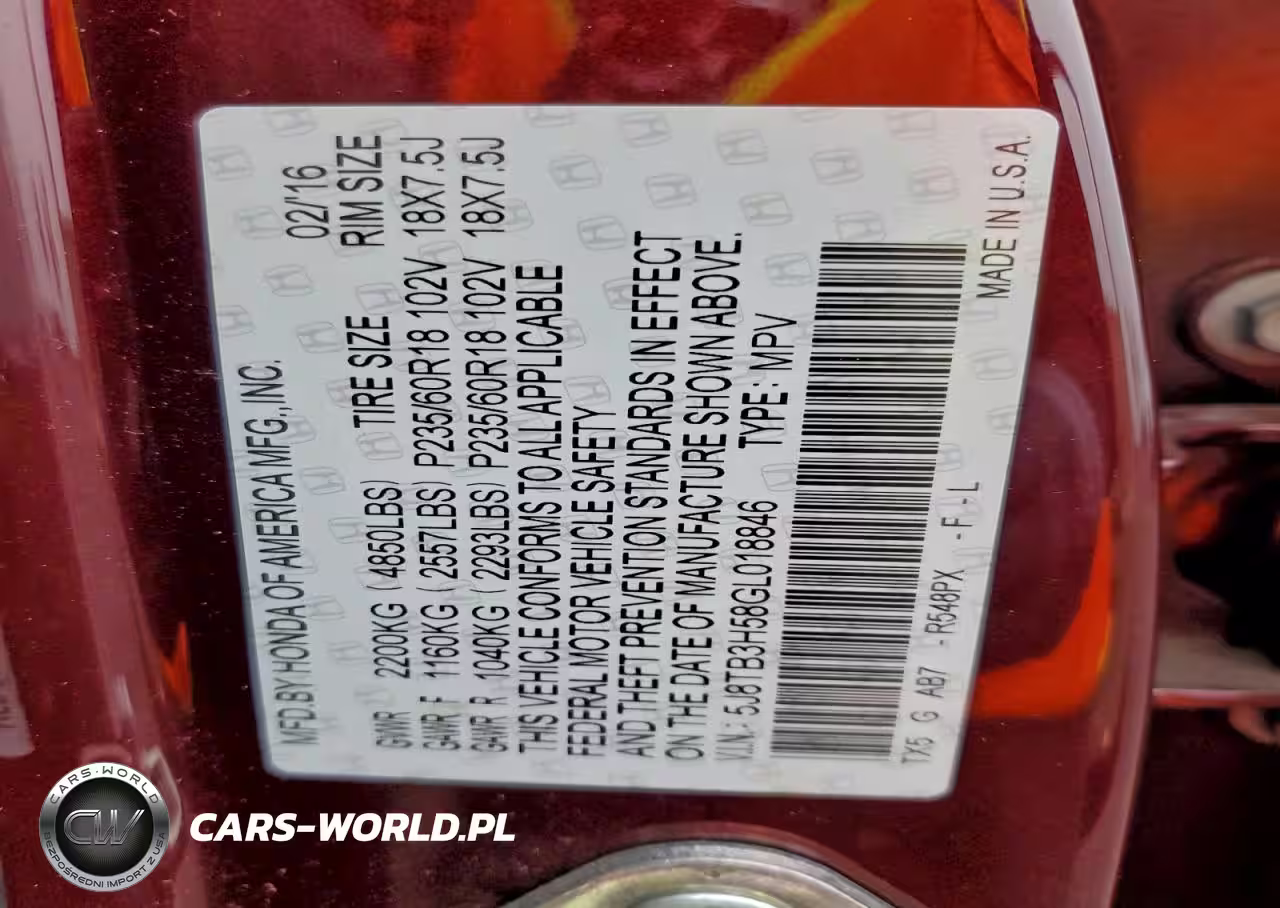 MFD.BY HONDA OF AMERICA MFG.,INC. 02/'16
TIRE SIZE RIM SIZE
GVWR 2200KG (4850LBS)
GAWR F 1160KG (2557LBS) P235/60R18 102V 18X7.5J
GAWR R 1040KG (2293LBS) P235/60R18 102V 18X7.5J
THIS VEHICLE CONFORMS TO ALL APPLICABLE
FEDERAL MOTOR VEHICLE SAFETY
AND THEFT PREVENTION STANDARDS IN EFFECT
ON THE DATE OF MANUFACTURE SHOWN ABOVE.
V.I.N.: 5J8TB3H58GL018846 TYPE: MPV
TX5 G AB7 -R548PX -F-L MADE IN U.S.A.
CARS-WORLD
CW
BEZPOŚREDNI IMPORT Z USA
CARS-WORLD.PL